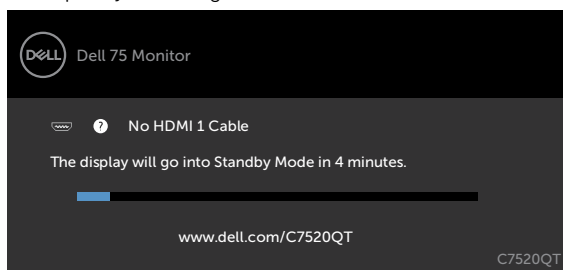 DELL Dell 75 Monitor
? No HDMI 1 Cable
The display will go into Standby Mode in 4 minutes.
www.dell.com/C7520QT
C7520QT